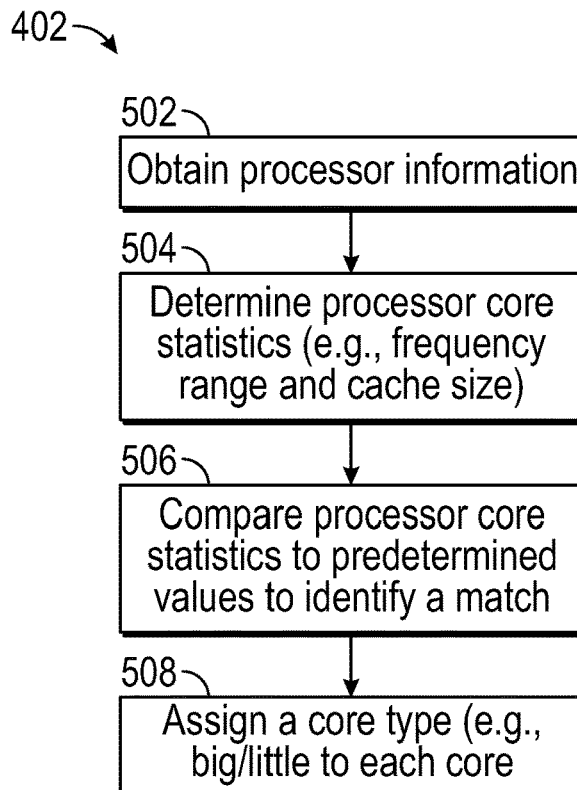 402
502
Obtain processor information
504
Determine processor core
statistics (e.g., frequency
range and cache size)
506
Compare processor core
statistics to predetermined
values to identify a match
508
Assign a core type (e.g.,
big/little to each core